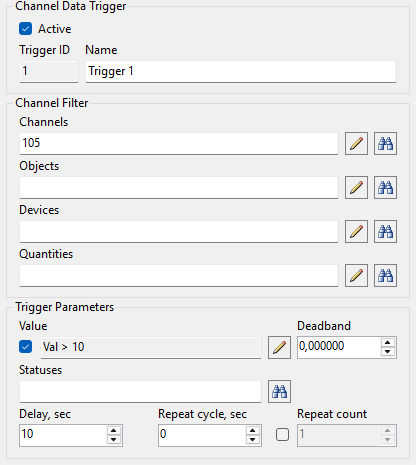 Channel Data Trigger
Active
Trigger ID Name
1 Trigger 1
Channel Filter
Channels
105
Objects
Devices
Quantities
Trigger Parameters
Value Deadband
Val > 10 0,000000
Statuses
Delay, sec Repeat cycle, sec Repeat count
10 0 1